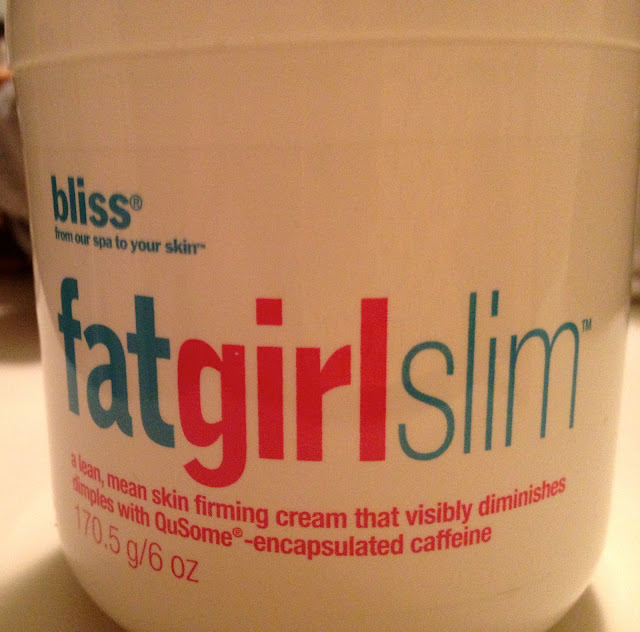 bliss®
from our spa to your skin™
fatgirlslim™
a lean, mean skin firming cream that visibly diminishes
dimples with QuSome®-encapsulated caffeine
170.5 g/6 oz